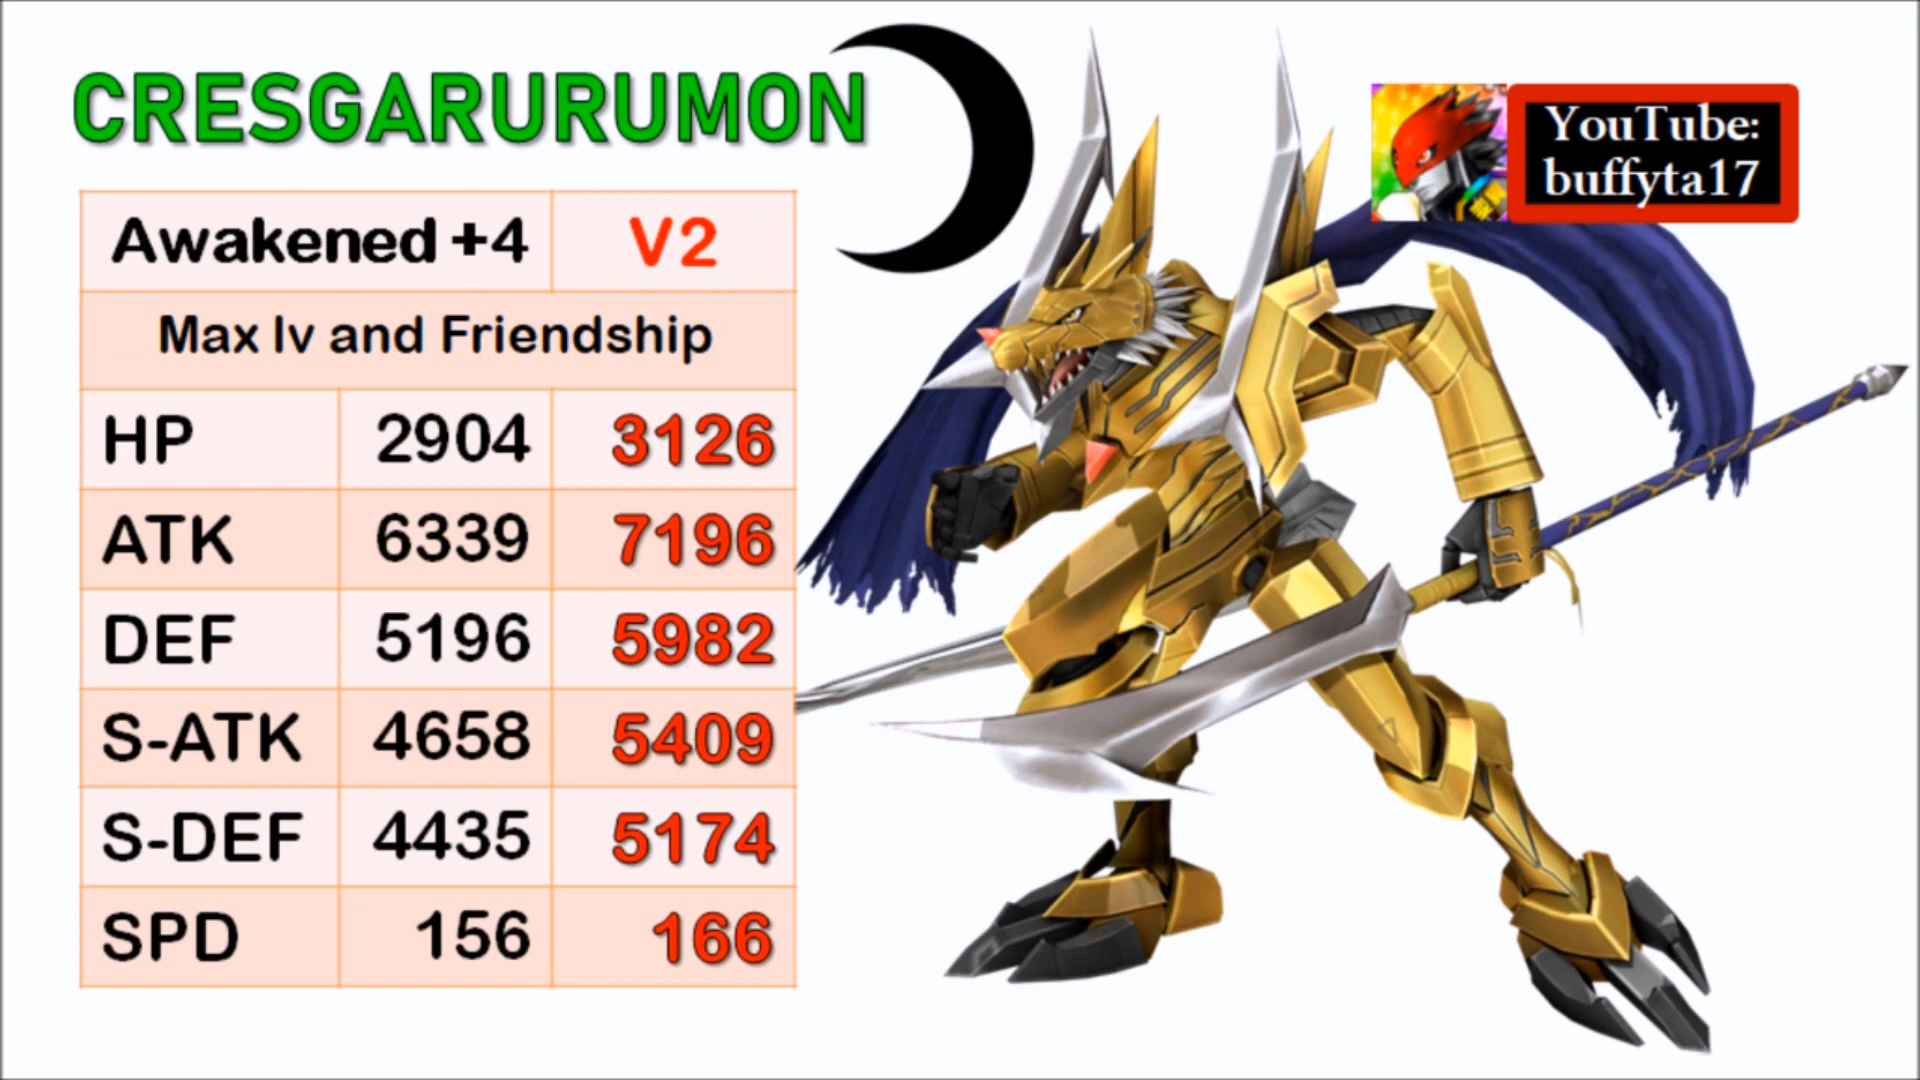 CRESGARURUMON
YouTube:
buffyta17
Awakened +4 V2
Max lv and Friendship
HP 2904 3126
ATK 6339 7196
DEF 5196 5982
S-ATK 4658 5409
S-DEF 4435 5174
SPD 156 166